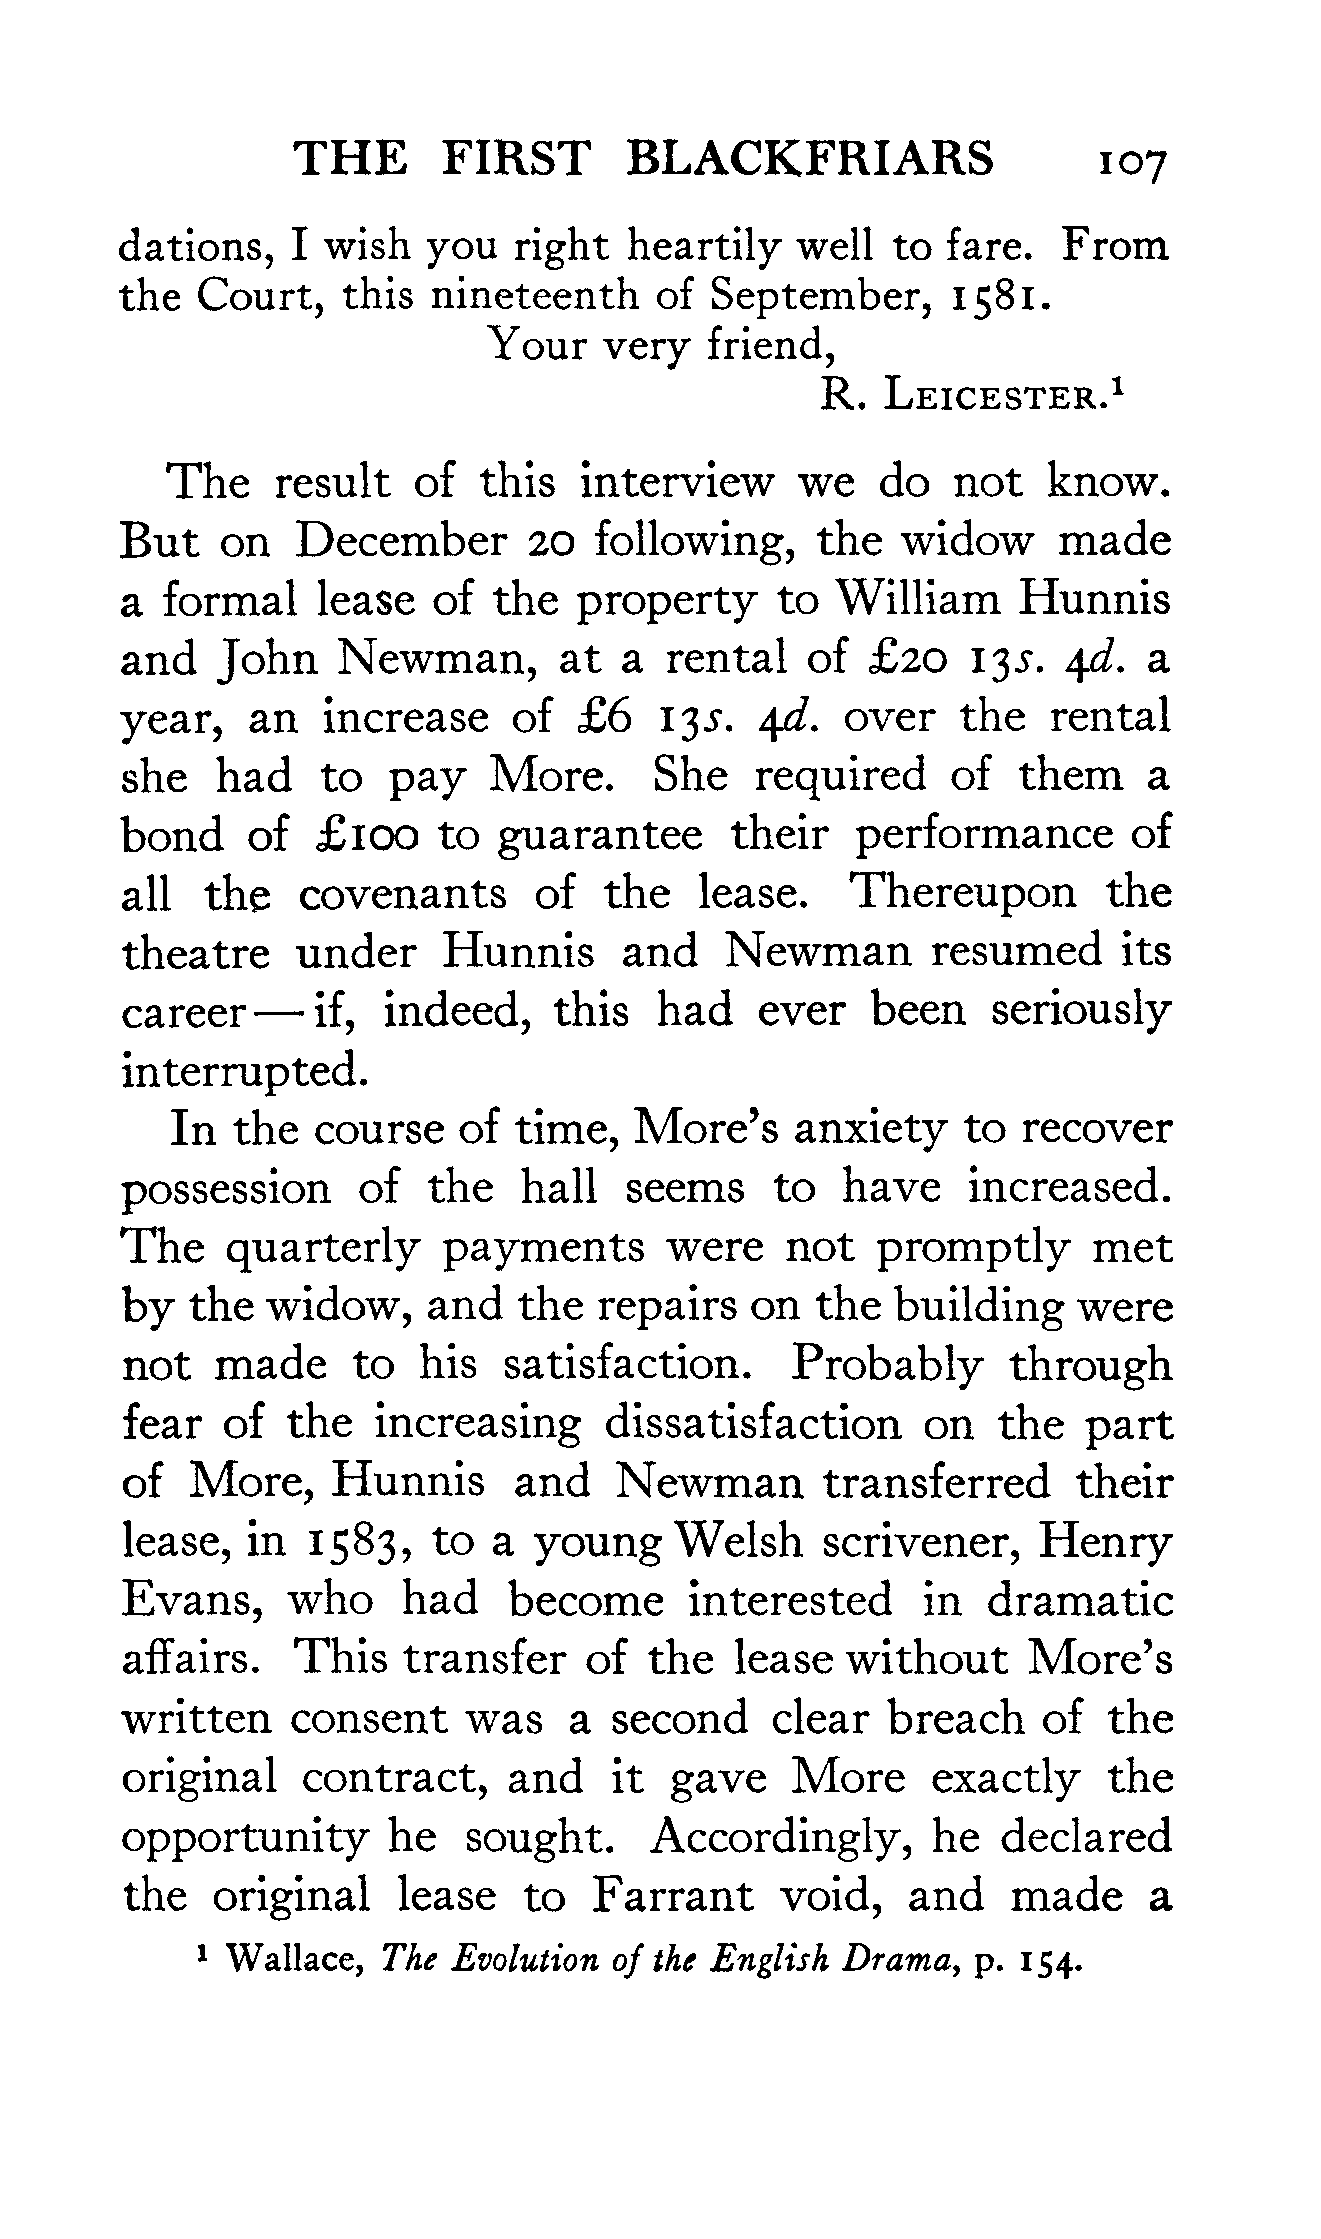 THE FIRST BLACKFRIARS 107
dations, I wish you right heartily well to fare. From
the Court, this nineteenth of September, 1581.
Your very friend,
R. LEICESTER.¹
The result of this interview we do not know.
But on December 20 following, the widow made
a formal lease of the property to William Hunnis
and John Newman, at a rental of £20 13s. 4d. a
year, an increase of £6 13s. 4d. over the rental
she had to pay More. She required of them a
bond of £100 to guarantee their performance of
all the covenants of the lease. Thereupon the
theatre under Hunnis and Newman resumed its
career — if, indeed, this had ever been seriously
interrupted.
In the course of time, More's anxiety to recover
possession of the hall seems to have increased.
The quarterly payments were not promptly met
by the widow, and the repairs on the building were
not made to his satisfaction. Probably through
fear of the increasing dissatisfaction on the part
of More, Hunnis and Newman transferred their
lease, in 1583, to a young Welsh scrivener, Henry
Evans, who had become interested in dramatic
affairs. This transfer of the lease without More's
written consent was a second clear breach of the
original contract, and it gave More exactly the
opportunity he sought. Accordingly, he declared
the original lease to Farrant void, and made a
¹ Wallace, The Evolution of the English Drama, p. 154.